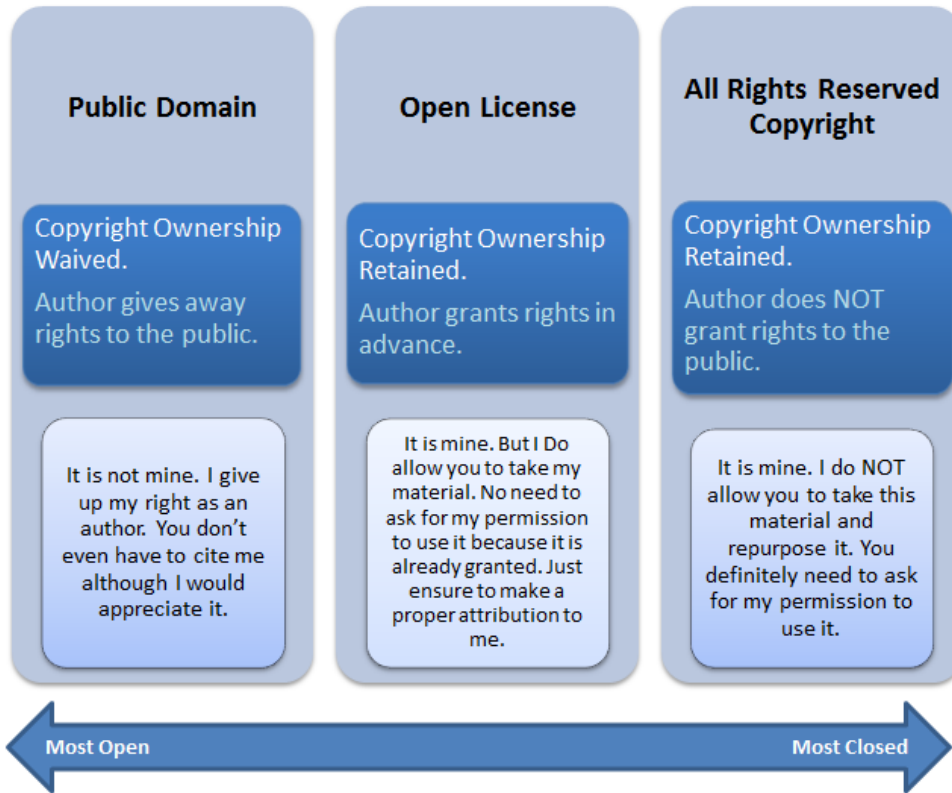 Public Domain
Copyright Ownership
Waived.
Author gives away
rights to the public.
It is not mine. I give
up my right as an
author. You don’t
even have to cite me
although I would
appreciate it.
Open License
Copyright Ownership
Retained.
Author grants rights in
advance.
It is mine. But I Do
allow you to take my
material. No need to
ask for my permission
to use it because it is
already granted. Just
ensure to make a
proper attribution to
me.
All Rights Reserved
Copyright
Copyright Ownership
Retained.
Author does NOT
grant rights to the
public.
It is mine. I do NOT
allow you to take this
material and
repurpose it. You
definitely need to ask
for my permission to
use it.
Most Open
Most Closed